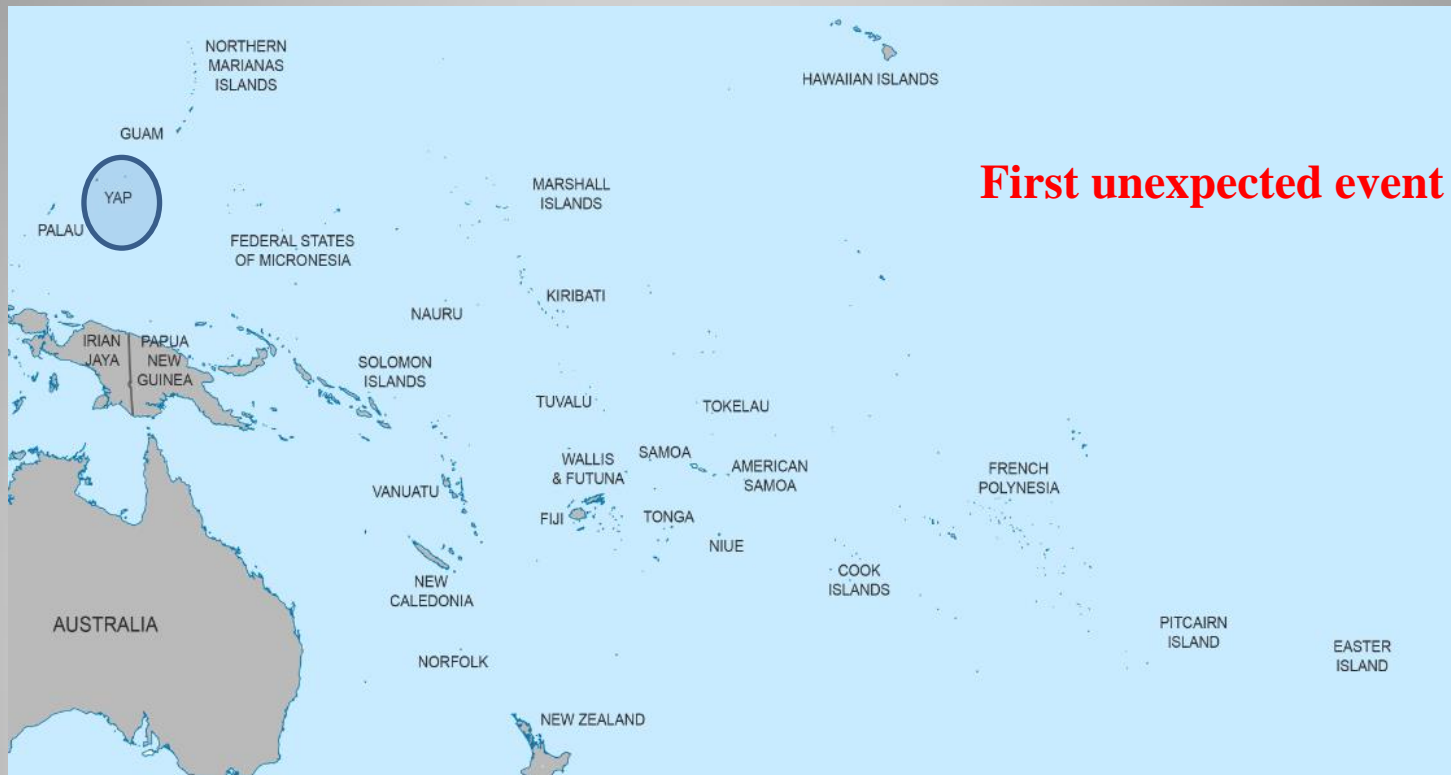 NORTHERN
MARIANAS
ISLANDS
HAWAIIAN ISLANDS
GUAM
First unexpected event
YAP
MARSHALL
ISLANDS
PALAU
FEDERAL STATES
OF MICRONESIA
KIRIBATI
NAURU
IRIAN
JAYA
PAPUA
NEW
GUINEA
SOLOMON
ISLANDS
TUVALU
TOKELAU
WALLIS
& FUTUNA
SAMOA
AMERICAN
SAMOA
FRENCH
POLYNESIA
VANUATU
FIJI
TONGA
NIUE
COOK
ISLANDS
NEW
CALEDONIA
AUSTRALIA
PITCAIRN
ISLAND
EASTER
ISLAND
NORFOLK
NEW ZEALAND